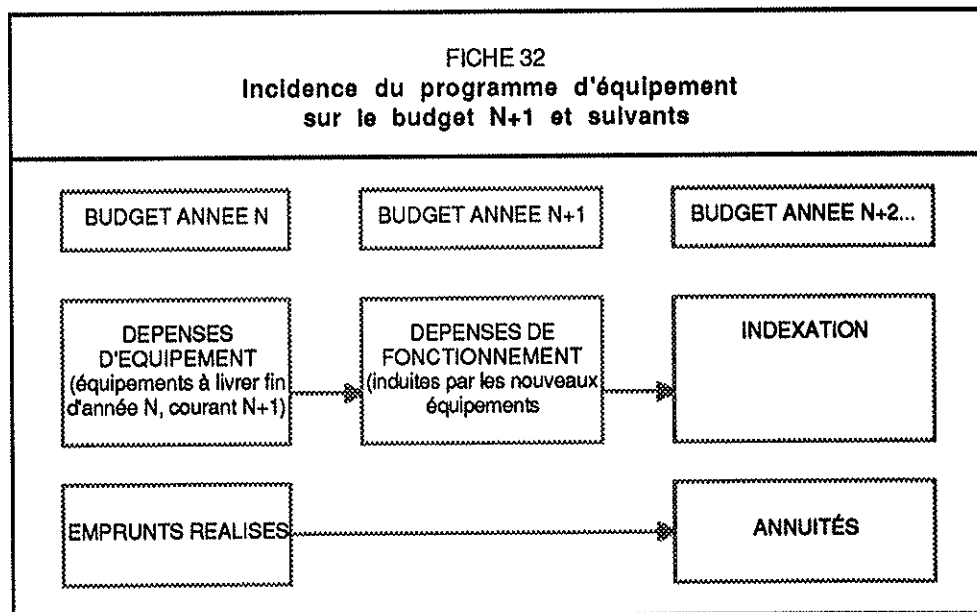 FICHE 32
Incidence du programme d'équipement
sur le budget N+1 et suivants
BUDGET ANNEE N
BUDGET ANNEE N+1
BUDGET ANNEE N+2...
DEPENSES
D'EQUIPEMENT
(équipements à livrer fin
d'année N, courant N+1)
DEPENSES DE
FONCTIONNEMENT
(induites par les nouveaux
équipements
INDEXATION
EMPRUNTS REALISES
ANNUITÉS